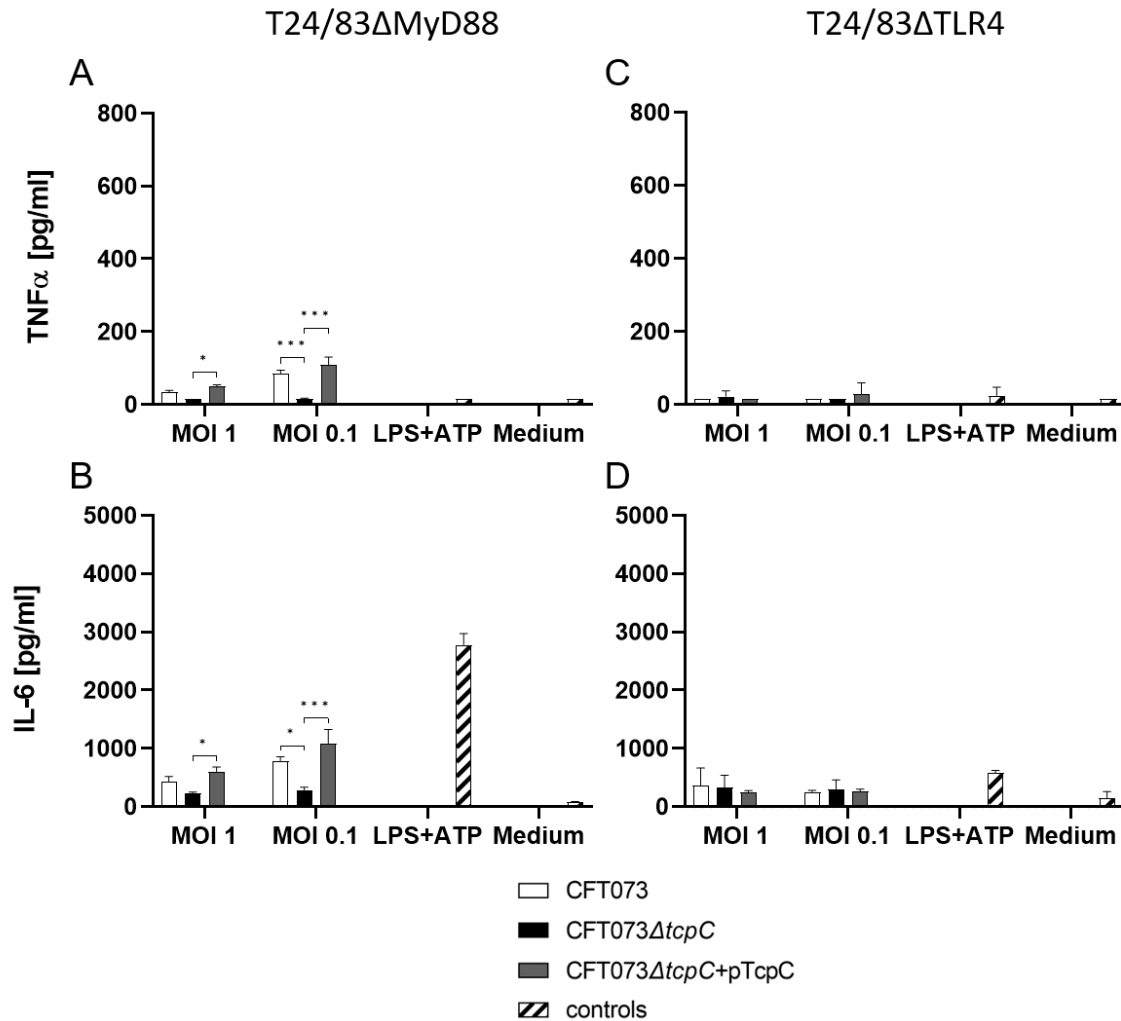 T24/83ΔMyD88
T24/83ΔTLR4
A
TNFα [pg/ml]
800
600
400
200
0
*
***
***
MOI 1 MOI 0.1 LPS+ATP Medium
C
800
600
400
200
0
MOI 1 MOI 0.1 LPS+ATP Medium
B
IL-6 [pg/ml]
5000
4000
3000
2000
1000
0
*
*
***
MOI 1 MOI 0.1 LPS+ATP Medium
D
5000
4000
3000
2000
1000
0
MOI 1 MOI 0.1 LPS+ATP Medium
CFT073
CFT073ΔtcpC
CFT073ΔtcpC+pTcpC
controls